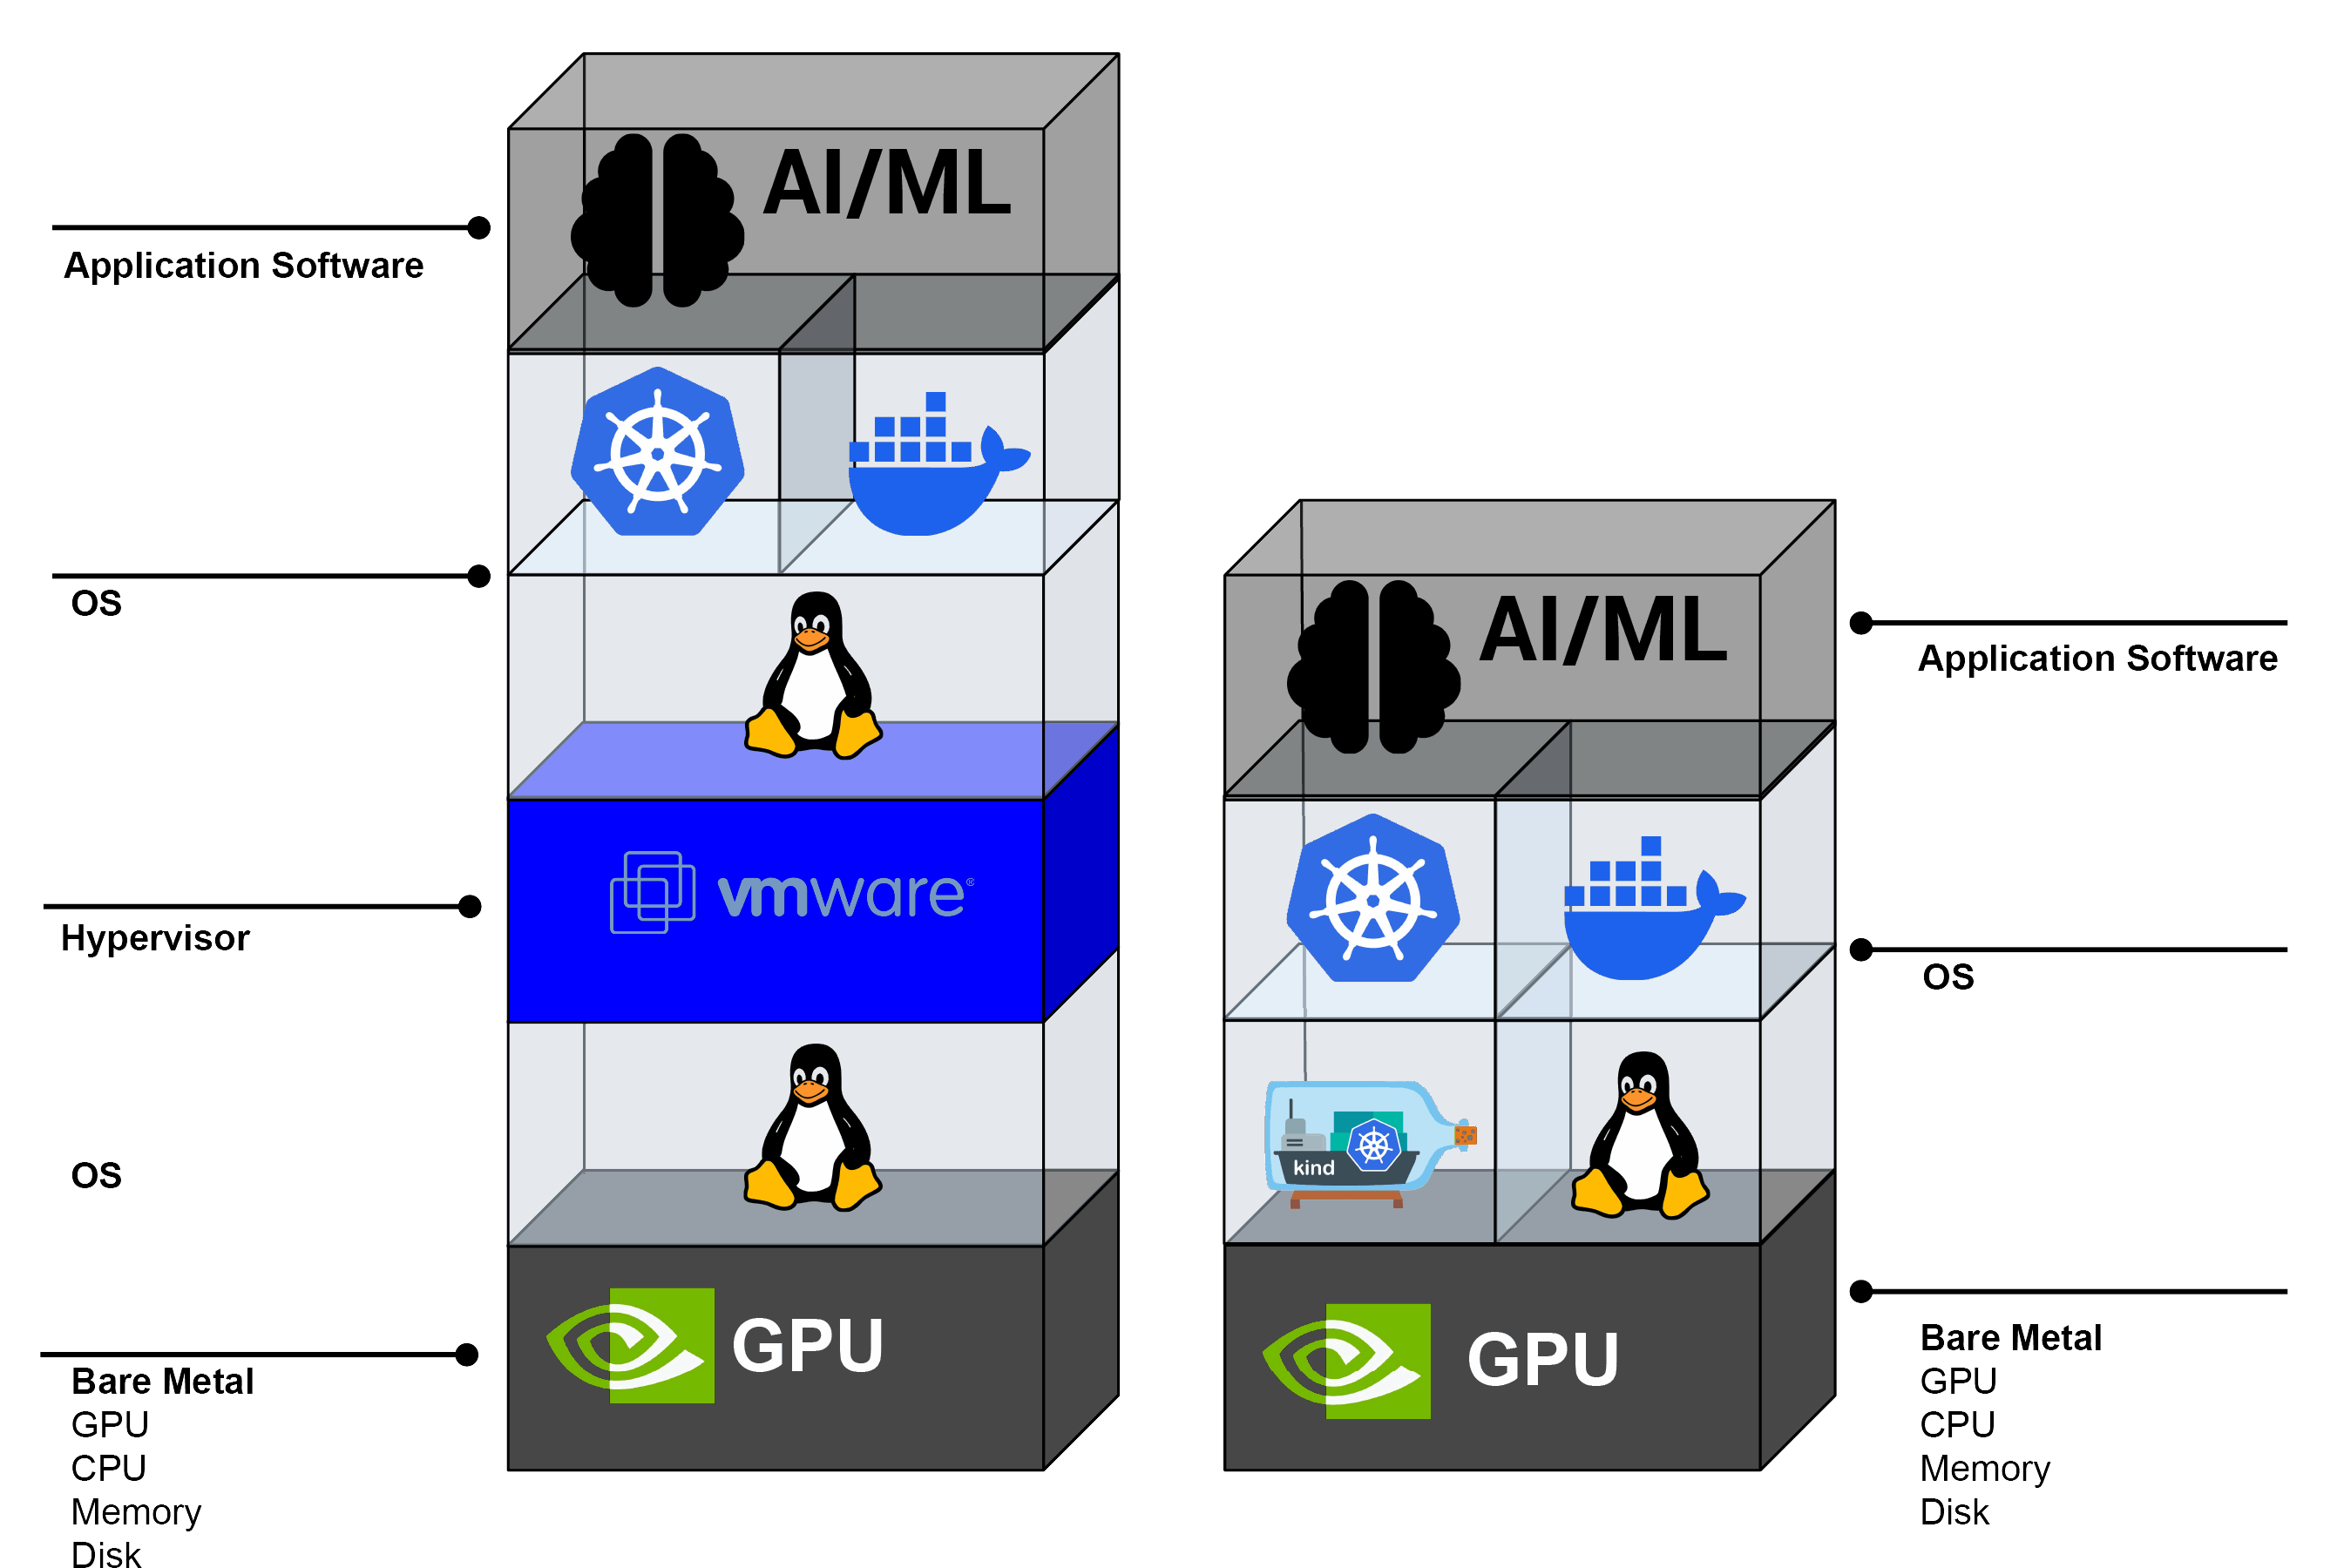 AI/ML
Application Software
OS
vmware®
Hypervisor
OS
GPU
Bare Metal
GPU
CPU
Memory
Disk
AI/ML
Application Software
OS
kind
GPU
Bare Metal
GPU
CPU
Memory
Disk